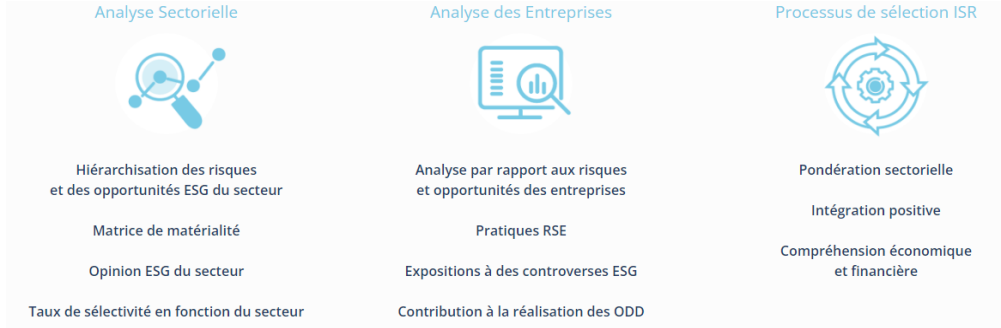 Analyse Sectorielle
Hiérarchisation des risques
et des opportunités ESG du secteur
Matrice de matérialité
Opinion ESG du secteur
Taux de sélectivité en fonction du secteur
Analyse des Entreprises
Analyse par rapport aux risques
et opportunités des entreprises
Pratiques RSE
Expositions à des controverses ESG
Contribution à la réalisation des ODD
Processus de sélection ISR
Pondération sectorielle
Intégration positive
Compréhension économique
et financière